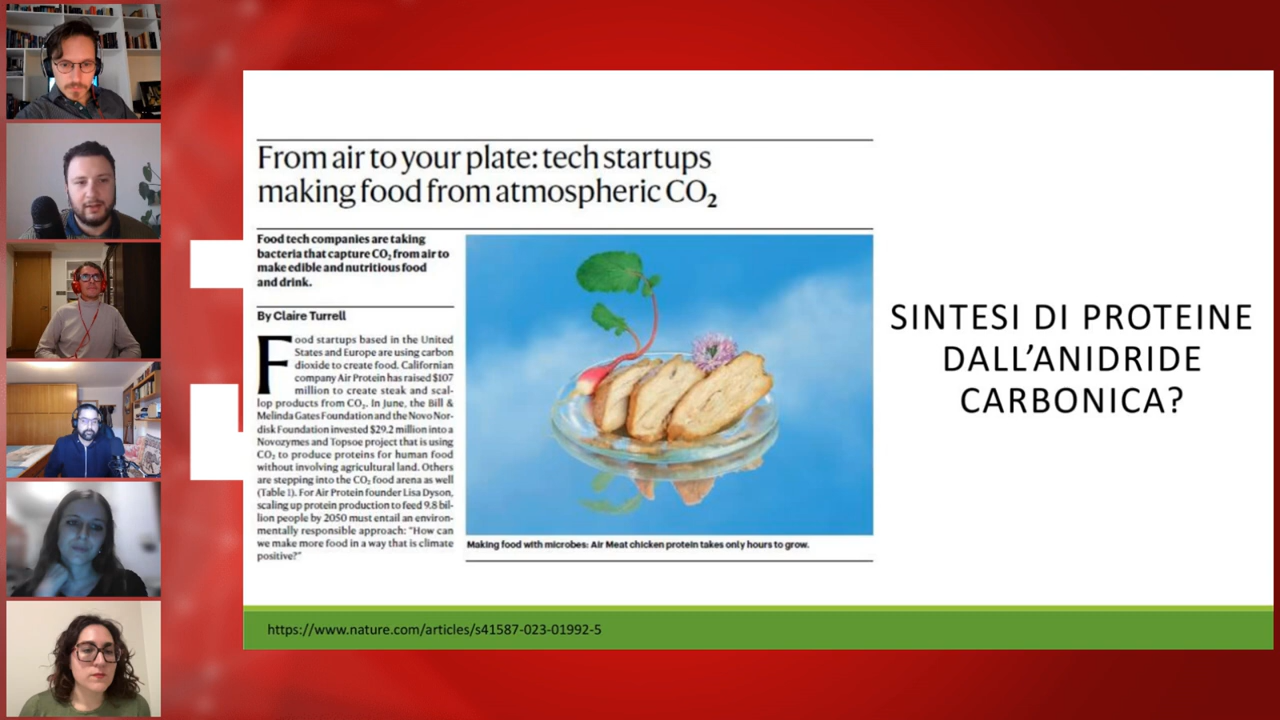 From air to your plate: tech startups
making food from atmospheric CO₂
Food tech companies are taking
bacteria that capture CO₂ from air to
make edible and nutritious food
and drink.
By Claire Turrell
Food startups based in the United
States and Europe are using carbon
dioxide to create food. Californian
company Air Protein has raised $107
million to create steak and scal-
lop products from CO₂. In June, the Bill &
Melinda Gates Foundation and the Novo Nor-
disk Foundation invested $29.2 million into a
Novozymes and Topsoe project that is using
CO₂ to produce proteins for human food
without involving agricultural land. Others
are stepping into the CO₂ food arena as well
(Table 1). For Air Protein founder Lisa Dyson,
scaling up protein production to feed 9.8 bil-
lion people by 2050 must entail an environ-
mentally responsible approach: “How can
we make more food in a way that is climate
positive?”
Making food with microbes: Air Meat chicken protein takes only hours to grow.
SINTESI DI PROTEINE
DALL’ANIDRIDE
CARBONICA?
https://www.nature.com/articles/s41587-023-01992-5